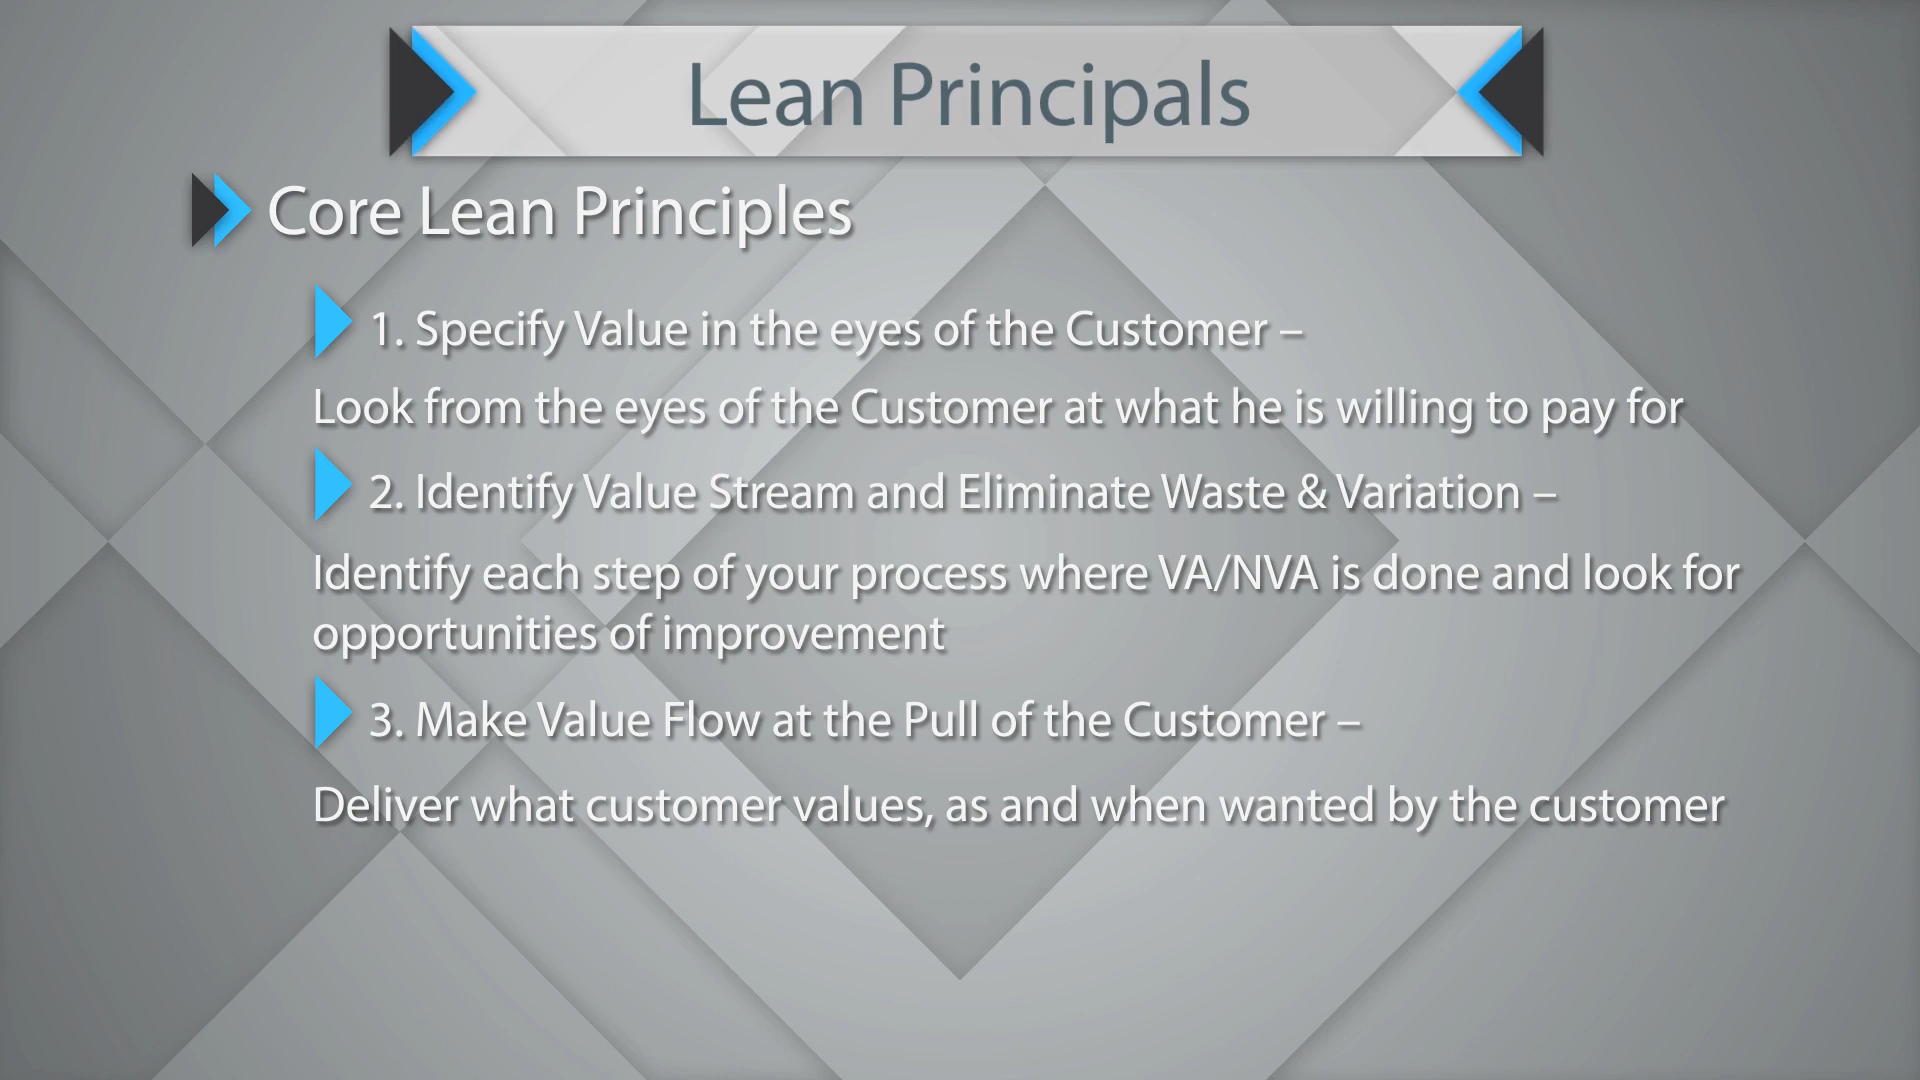 Lean Principals
Core Lean Principles
1. Specify Value in the eyes of the Customer –
Look from the eyes of the Customer at what he is willing to pay for
2. Identify Value Stream and Eliminate Waste & Variation –
Identify each step of your process where VA/NVA is done and look for
opportunities of improvement
3. Make Value Flow at the Pull of the Customer –
Deliver what customer values, as and when wanted by the customer